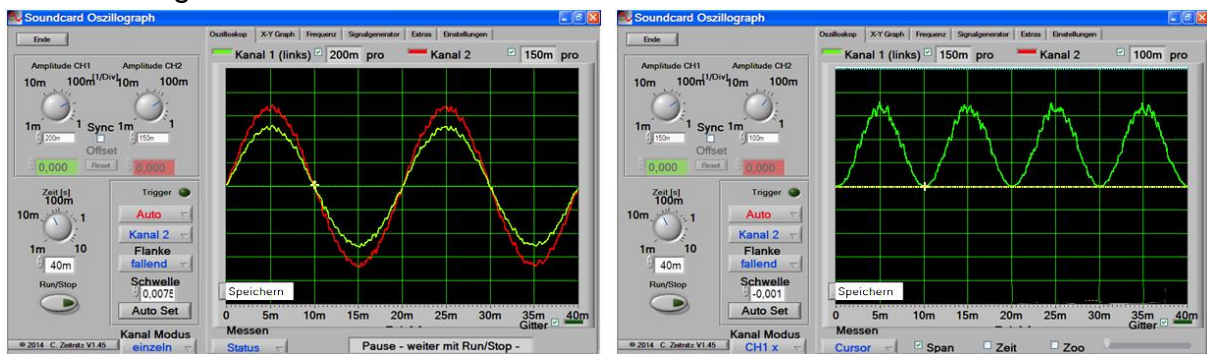 Soundcard Oszillograph
Ende
Oszilloskop X-Y Graph Frequenz Signalgenerator Extras Einstellungen
Kanal 1 (links) 200m pro Kanal 2 150m pro
Amplitude CH1 Amplitude CH2
10m 100m [1/Div] 10m 100m
1m 1 Sync 1m 1
200m 150m
Offset
0,000 Reset 0,000
Zeit [s]
100m
10m 1
1m 10
40m
Run/Stop
Trigger
Auto
Kanal 2
Flanke
fallend
Schwelle
0,0075
Auto Set
Kanal Modus
einzeln
© 2014 C. Zeitnitz V1.45
Speichern
0 5m 10m 15m 20m 25m 30m 35m 40m
Gitter
Messen
Status
Pause - weiter mit Run/Stop -
Soundcard Oszillograph
Ende
Oszilloskop X-Y Graph Frequenz Signalgenerator Extras Einstellungen
Kanal 1 (links) 150m pro Kanal 2 100m pro
Amplitude CH1 Amplitude CH2
10m 100m [1/Div] 10m 100m
1m 1 Sync 1m 1
150m 100m
Offset
0,000 Reset 0,000
Zeit [s]
100m
10m 1
1m 10
40m
Run/Stop
Trigger
Auto
Kanal 2
Flanke
fallend
Schwelle
-0,001
Auto Set
Kanal Modus
CH1 x
© 2014 C. Zeitnitz V1.45
Speichern
0 5m 10m 15m 20m 25m 30m 35m 40m
Gitter
Messen
Cursor
Span Zeit Zoo